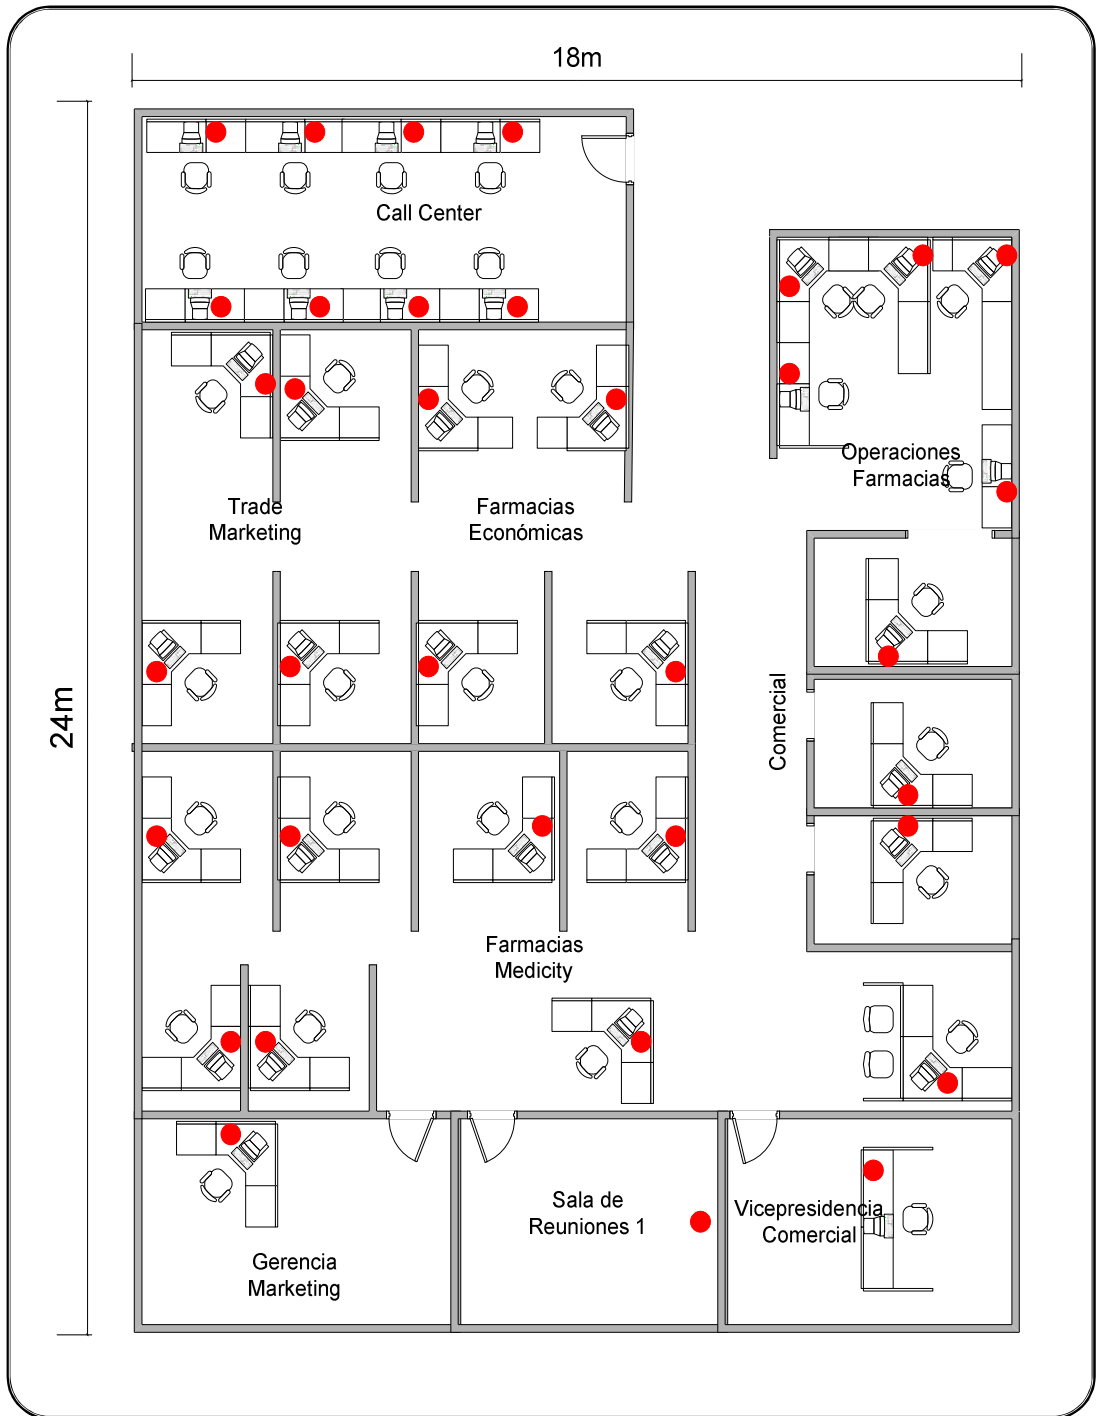 18m
24m
Call Center
Operaciones
Farmacias
Trade
Marketing
Farmacias
Económicas
Comercial
Farmacias
Medicity
Sala de
Reuniones 1
Vicepresidencia
Comercial
Gerencia
Marketing